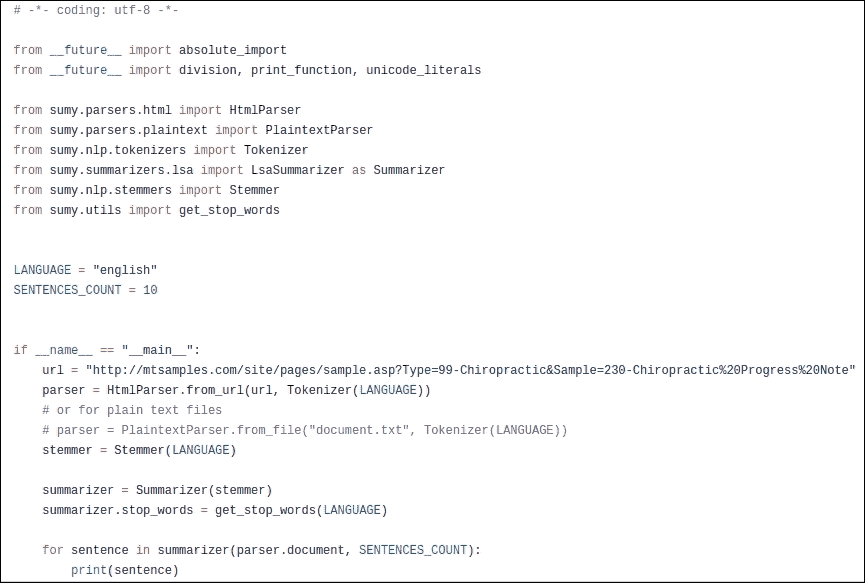 # -*- coding: utf-8 -*-
from __future__ import absolute_import
from __future__ import division, print_function, unicode_literals
from sumy.parsers.html import HtmlParser
from sumy.parsers.plaintext import PlaintextParser
from sumy.nlp.tokenizers import Tokenizer
from sumy.summarizers.lsa import LsaSummarizer as Summarizer
from sumy.nlp.stemmers import Stemmer
from sumy.utils import get_stop_words
LANGUAGE = "english"
SENTENCES_COUNT = 10
if __name__ == "__main__":
    url = "http://mtsamples.com/site/pages/sample.asp?Type=99-Chiropractic&Sample=230-Chiropractic%20Progress%20Note"
    parser = HtmlParser.from_url(url, Tokenizer(LANGUAGE))
    # or for plain text files
    # parser = PlaintextParser.from_file("document.txt", Tokenizer(LANGUAGE))
    stemmer = Stemmer(LANGUAGE)
    summarizer = Summarizer(stemmer)
    summarizer.stop_words = get_stop_words(LANGUAGE)
    for sentence in summarizer(parser.document, SENTENCES_COUNT):
        print(sentence)